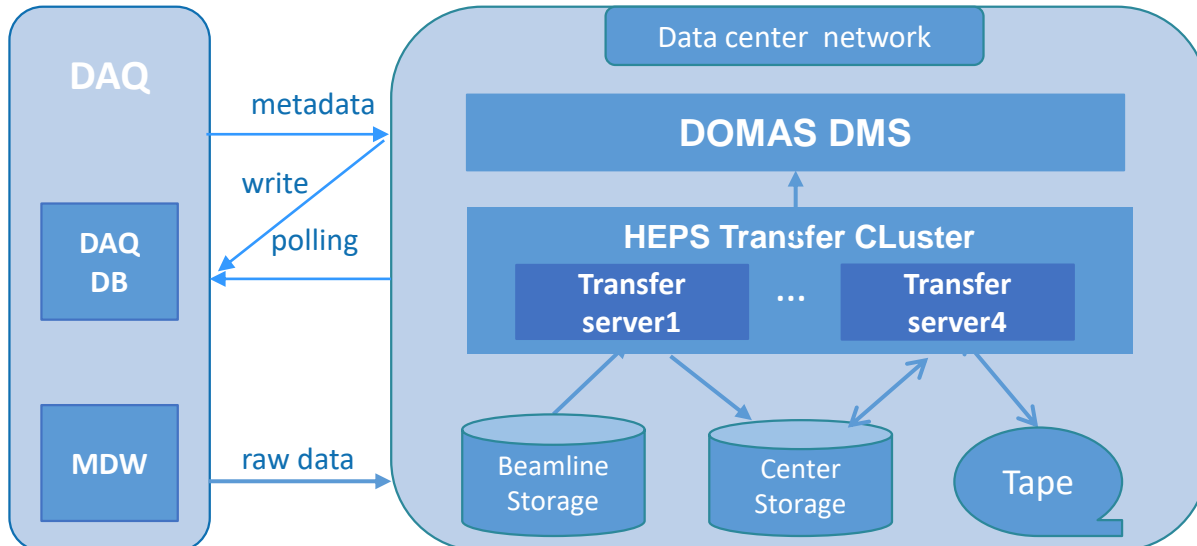 Data center network
DAQ
metadata
DOMAS DMS
write
DAQ
DB
polling
HEPS Transfer CLuster
Transfer
server1
...
Transfer
server4
MDW
raw data
Beamline
Storage
Center
Storage
Tape